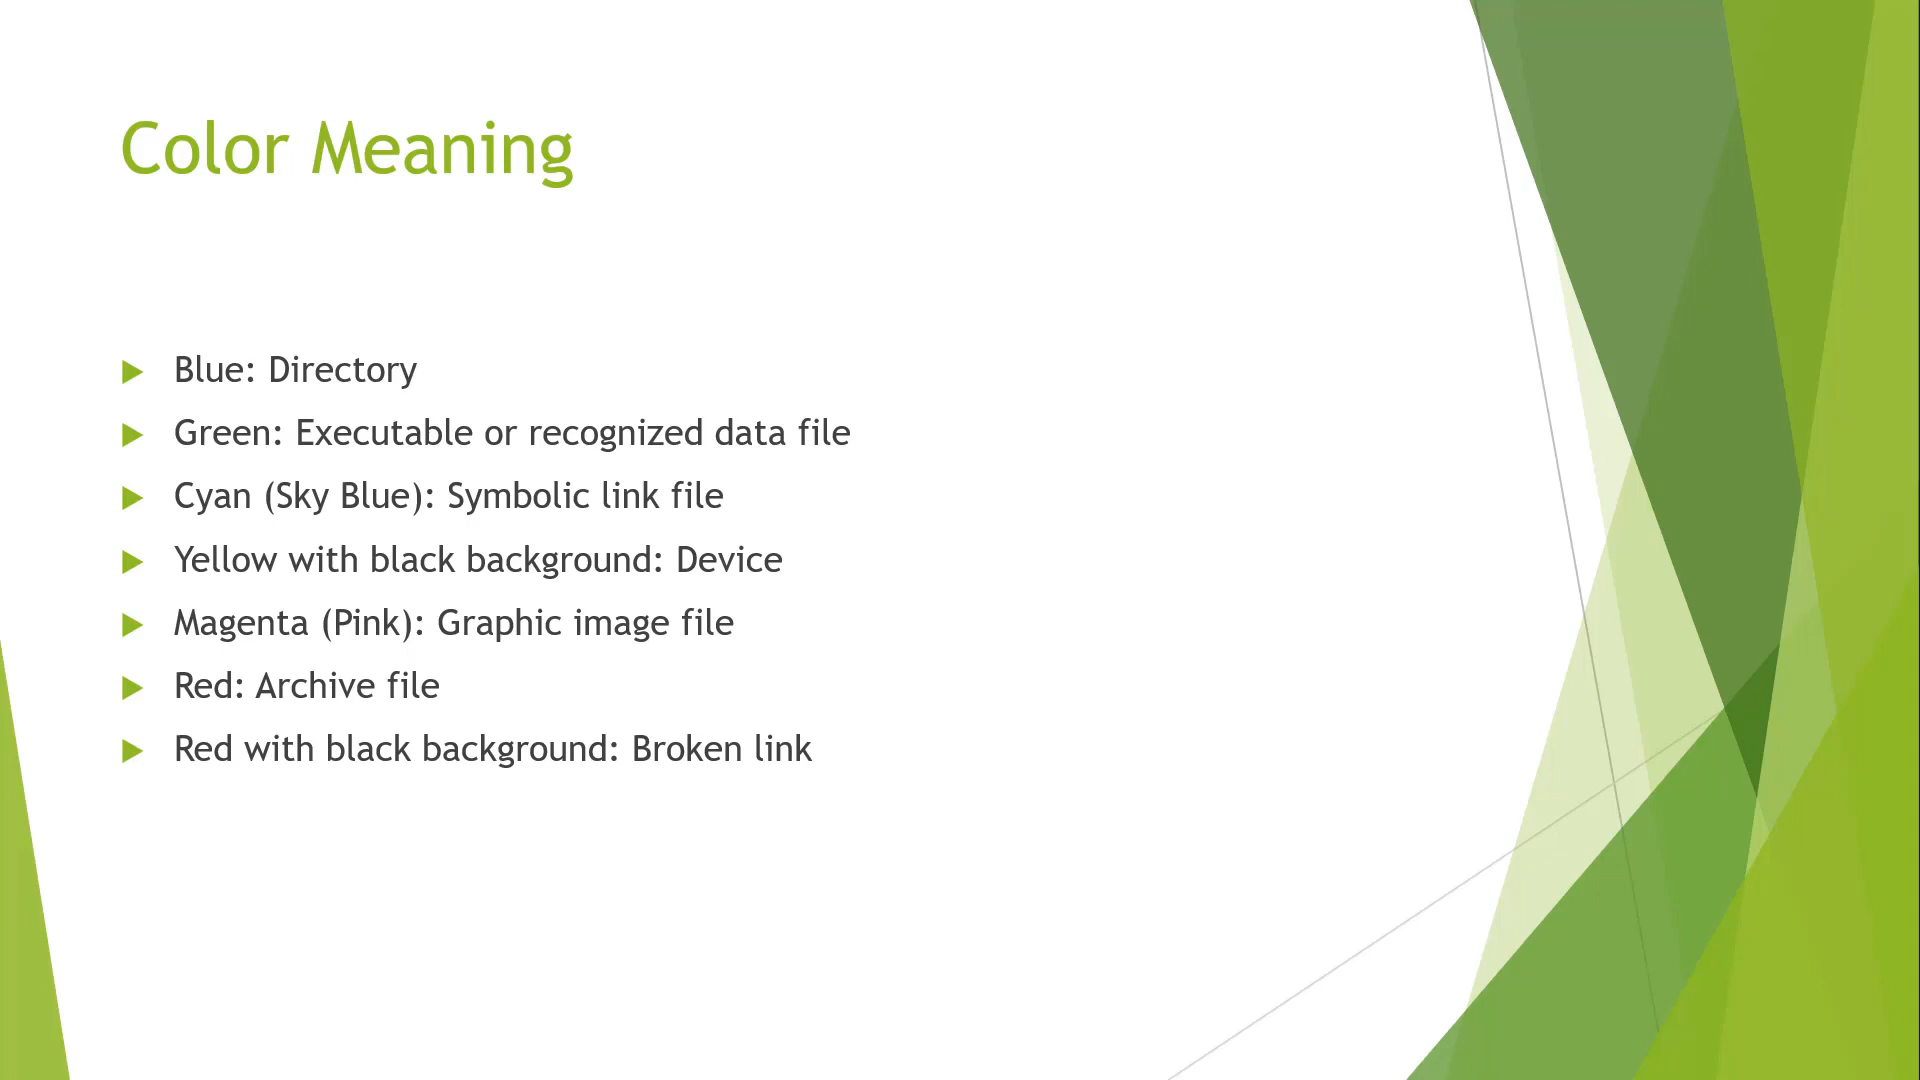 Color Meaning
Blue: Directory
Green: Executable or recognized data file
Cyan (Sky Blue): Symbolic link file
Yellow with black background: Device
Magenta (Pink): Graphic image file
Red: Archive file
Red with black background: Broken link